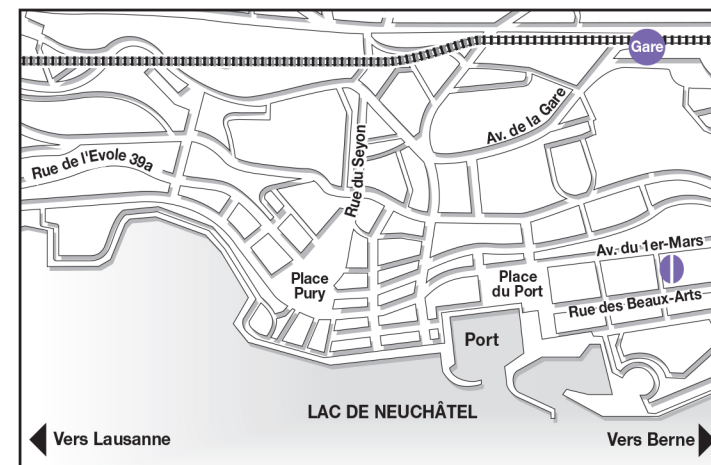 Gare
Av. de la Gare
Rue du Seyon
Rue de l'Evole 39a
Av. du 1er-Mars
Place
Pury
Place
du Port
Rue des Beaux-Arts
Port
LAC DE NEUCHÂTEL
Vers Lausanne
Vers Berne